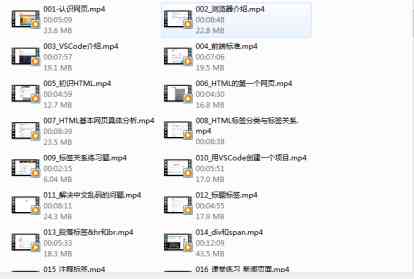 001-认识网页.mp4
00:05:09
33.6 MB
002_浏览器介绍.mp4
00:08:48
22.8 MB
003_VSCode介绍.mp4
00:07:57
19.1 MB
004_前端标准.mp4
00:07:06
19.5 MB
005_初识HTML.mp4
00:04:59
12.7 MB
006_HTML的第一个网页.mp4
00:04:30
16.8 MB
007_HTML基本网页具体分析.mp4
00:08:39
23.5 MB
008_HTML标签分类与标签关系.
mp4
00:08:38
009_标签关系练习题.mp4
00:02:15
6.04 MB
010_用VSCode创建一个项目.mp4
00:05:51
17.0 MB
011_解决中文乱码的问题.mp4
00:08:11
24.3 MB
012_标题标签.mp4
00:04:55
17.8 MB
013_段落标签&hr和br.mp4
00:05:33
18.3 MB
014_div和span.mp4
00:12:09
43.5 MB
015_注释标签.mp4
016_课堂练习_新闻页面.mp4